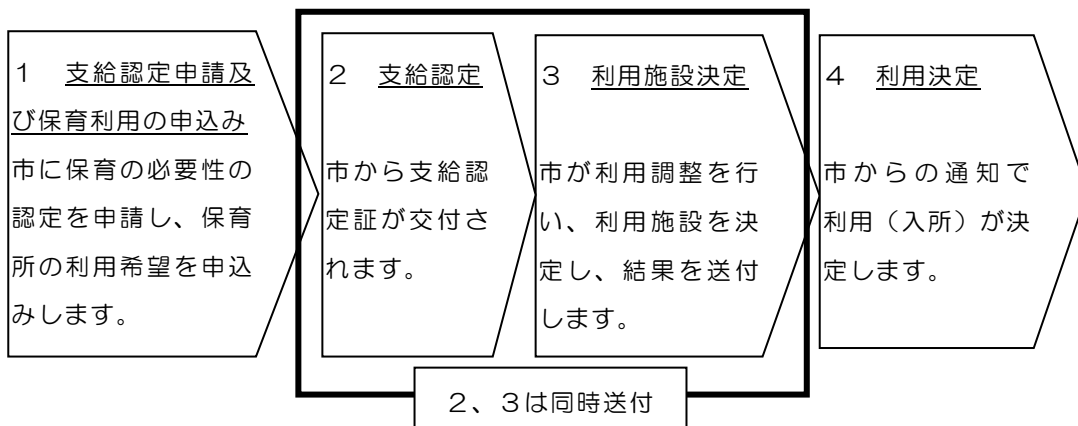 １　支給認定申請及
び保育利用の申込み
市に保育の必要性の
認定を申請し、保育
所の利用希望を申込
みします。
２　支給認定
市から支給認
定証が交付さ
れます。
３　利用施設決定
市が利用調整を行
い、利用施設を決
定し、結果を送付
します。
４　利用決定
市からの通知で
利用（入所）が決
定します。
２、３は同時送付